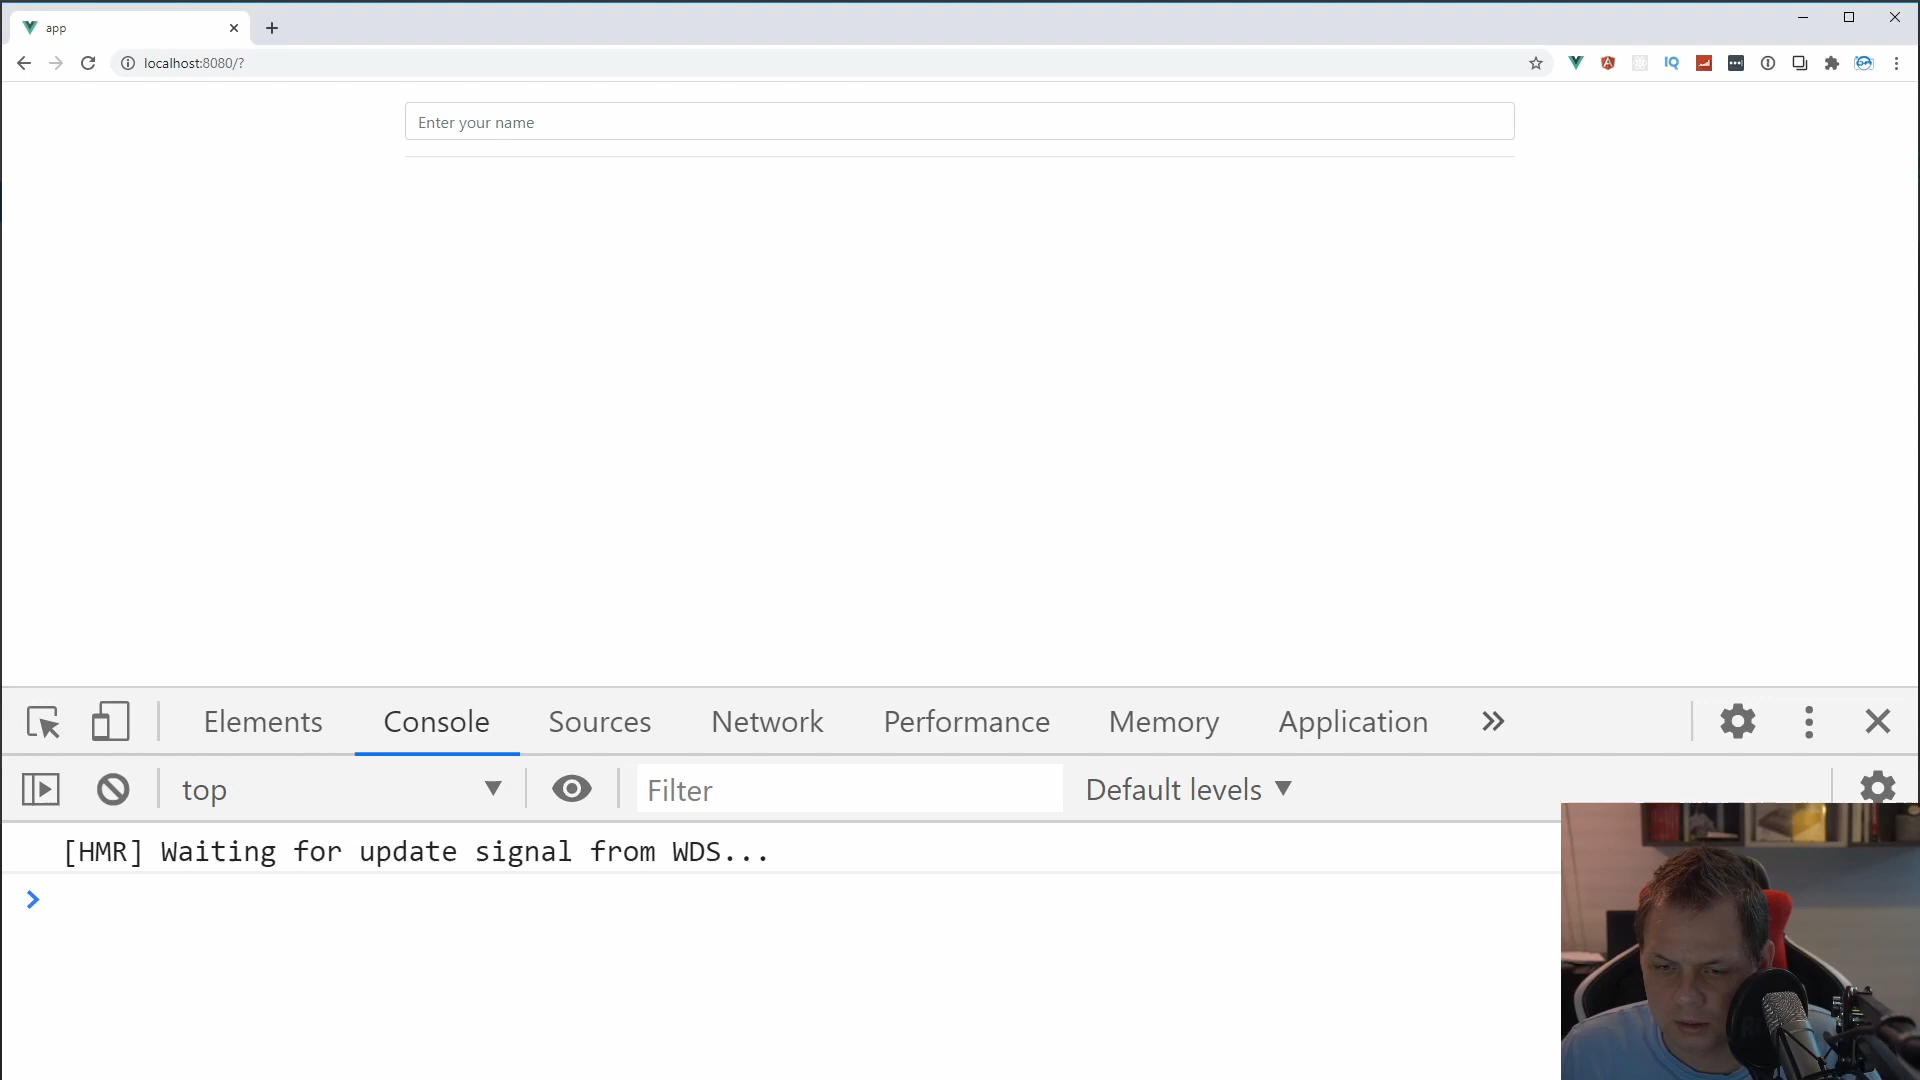 app
localhost:8080/?
IQ
Enter your name
Elements
Console
Sources
Network
Performance
Memory
Application
top
Filter
Default levels
[HMR] Waiting for update signal from WDS...